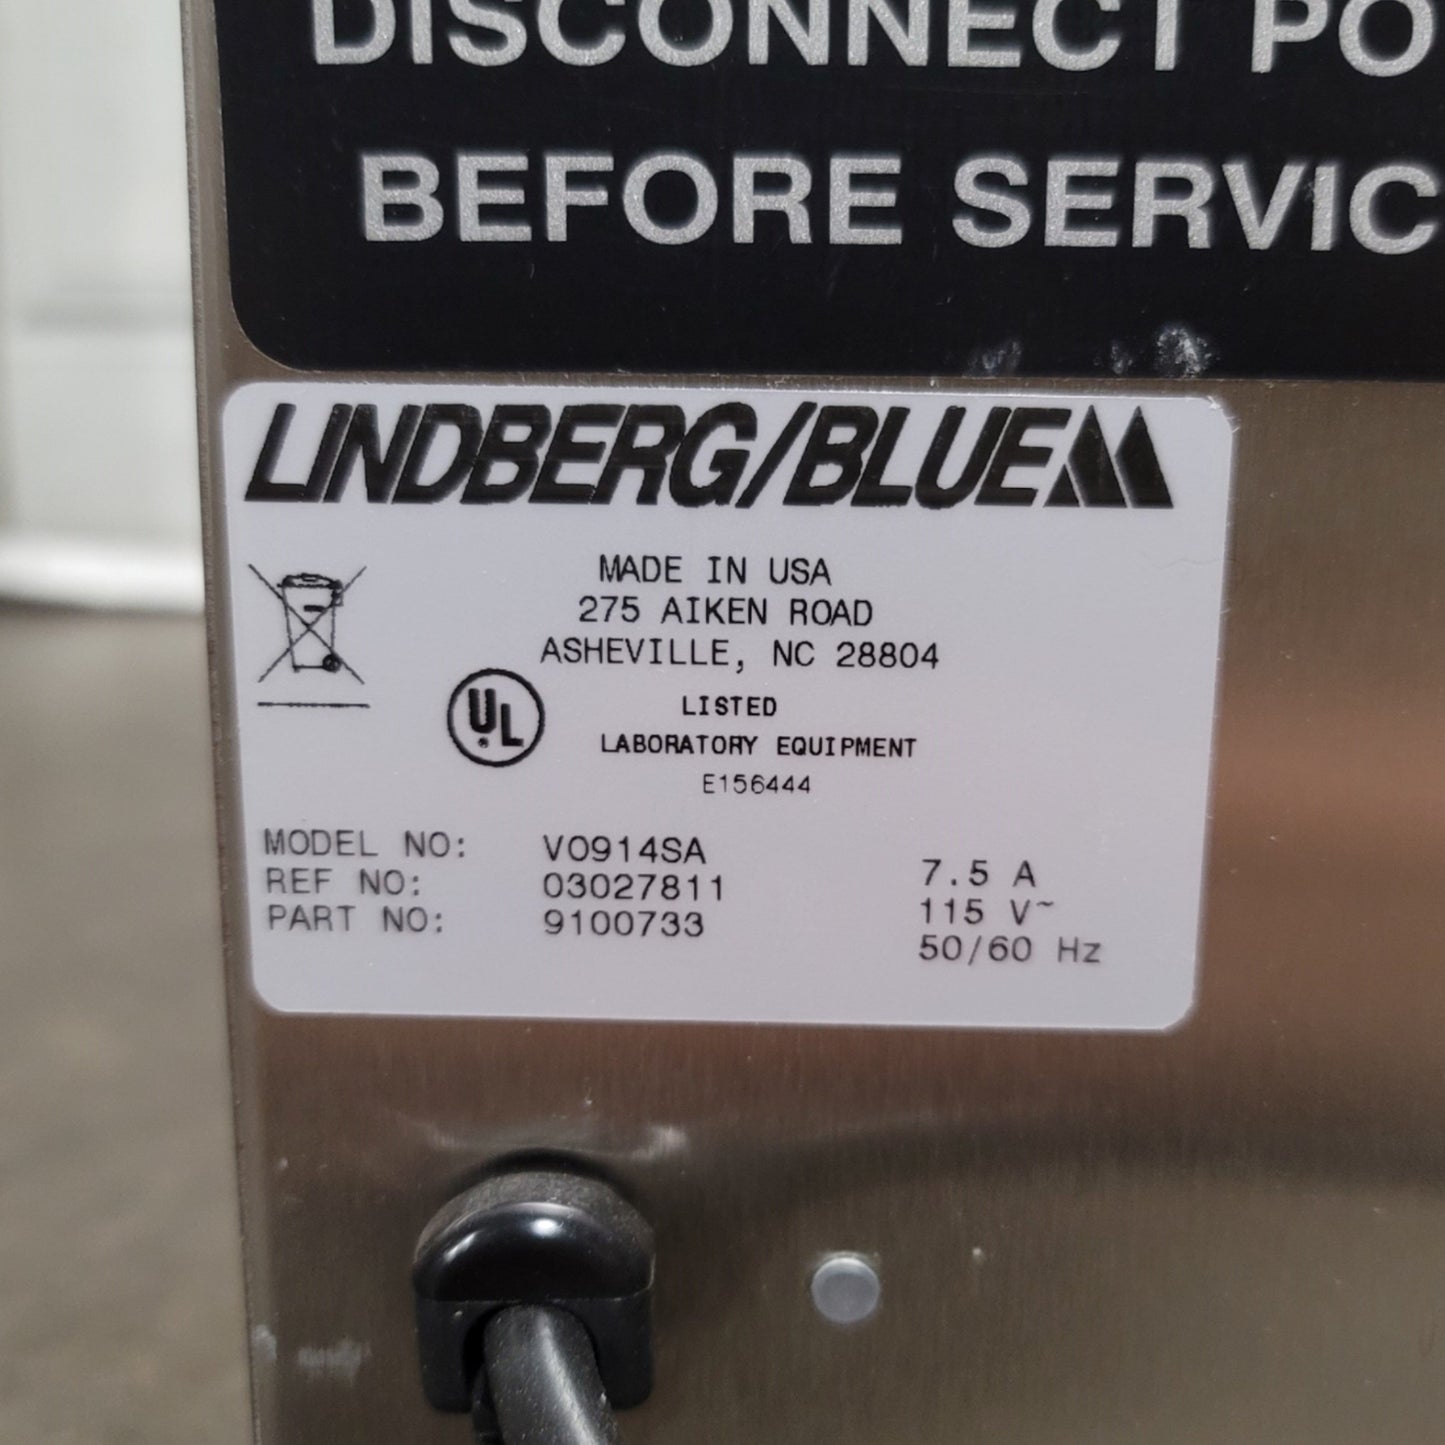 DISCONNECT PO
BEFORE SERVIC
LINDBERG/BLUE M
MADE IN USA
275 AIKEN ROAD
ASHEVILLE, NC 28804
UL
LISTED
LABORATORY EQUIPMENT
E156444
MODEL NO: V0914SA
REF NO: 03027811
PART NO: 9100733
7.5 A
115 V~
50/60 Hz